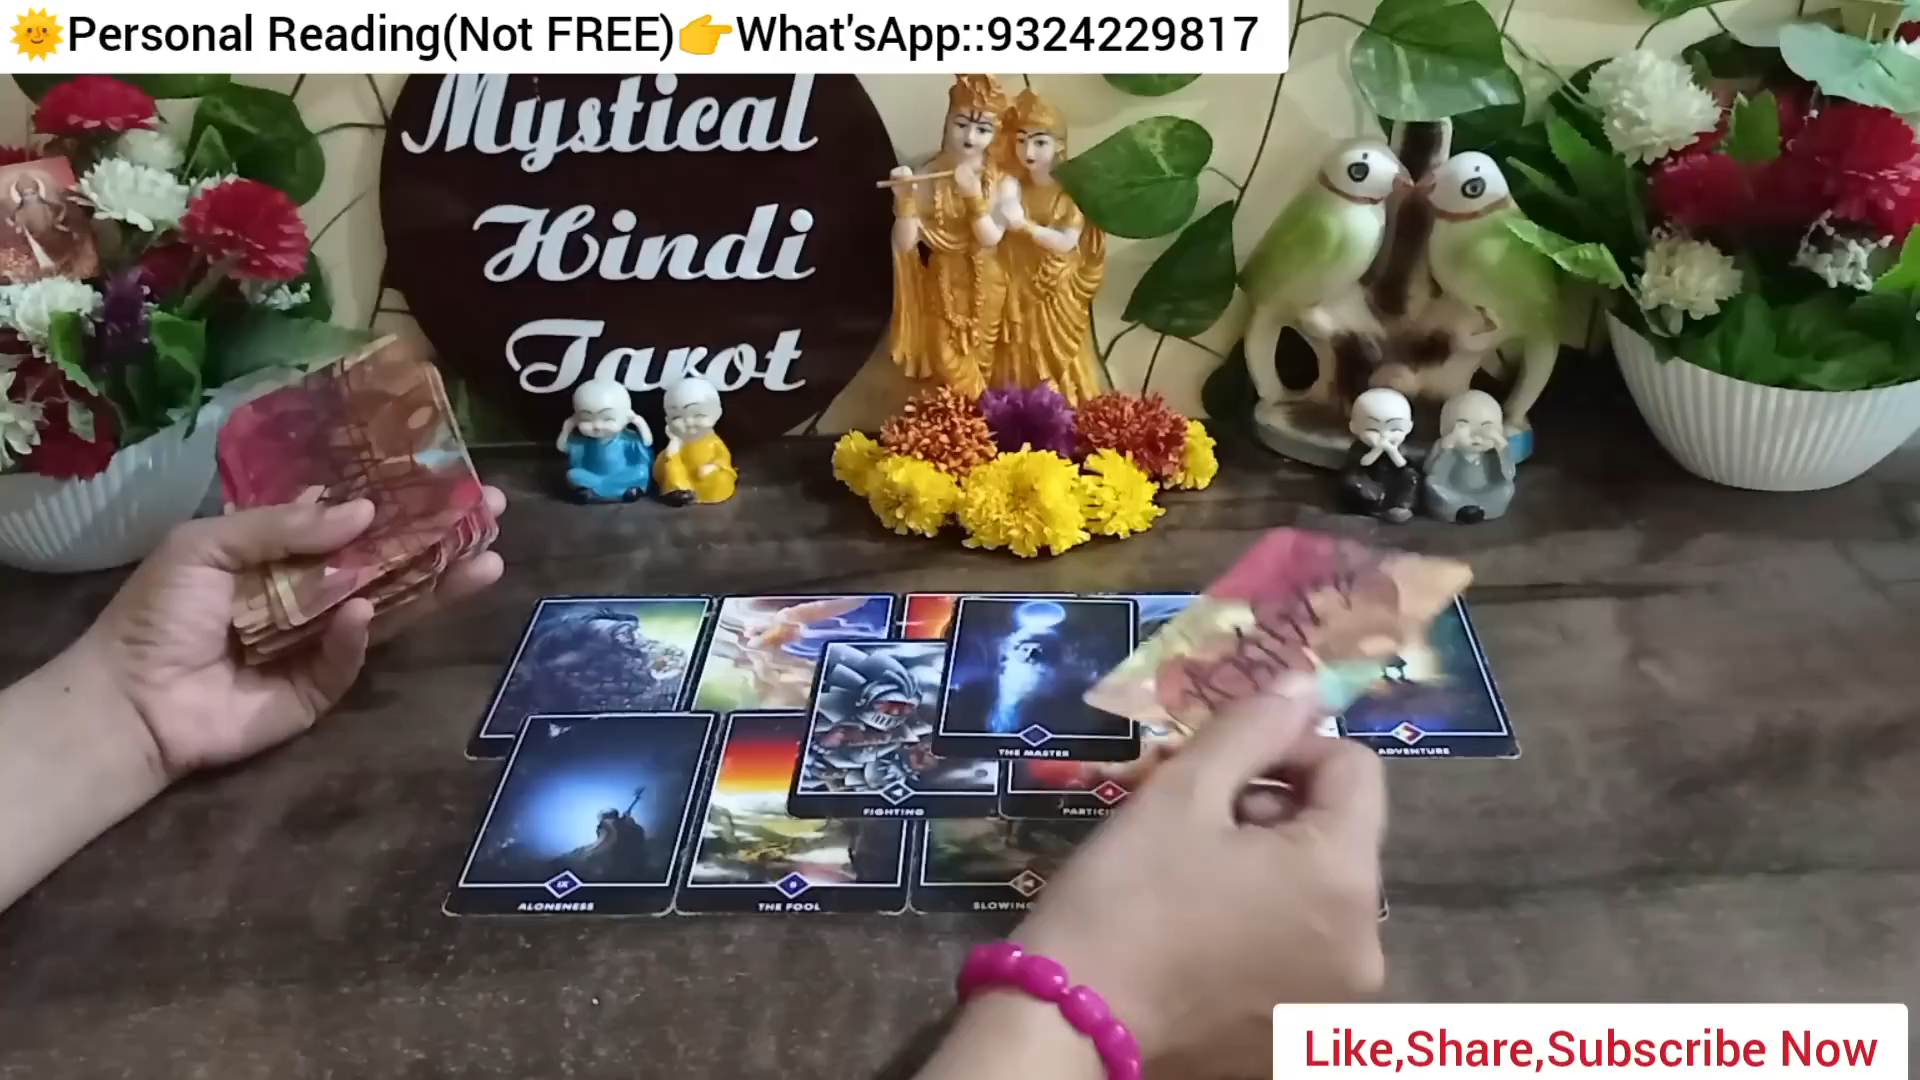 🌞Personal Reading(Not FREE)👉What'sApp::9324229817
Mystical
Hindi
Tarot
THE MASTER
ADVENTURE
FIGHTING
IX
ALONENESS
THE FOOL
Like,Share,Subscribe Now